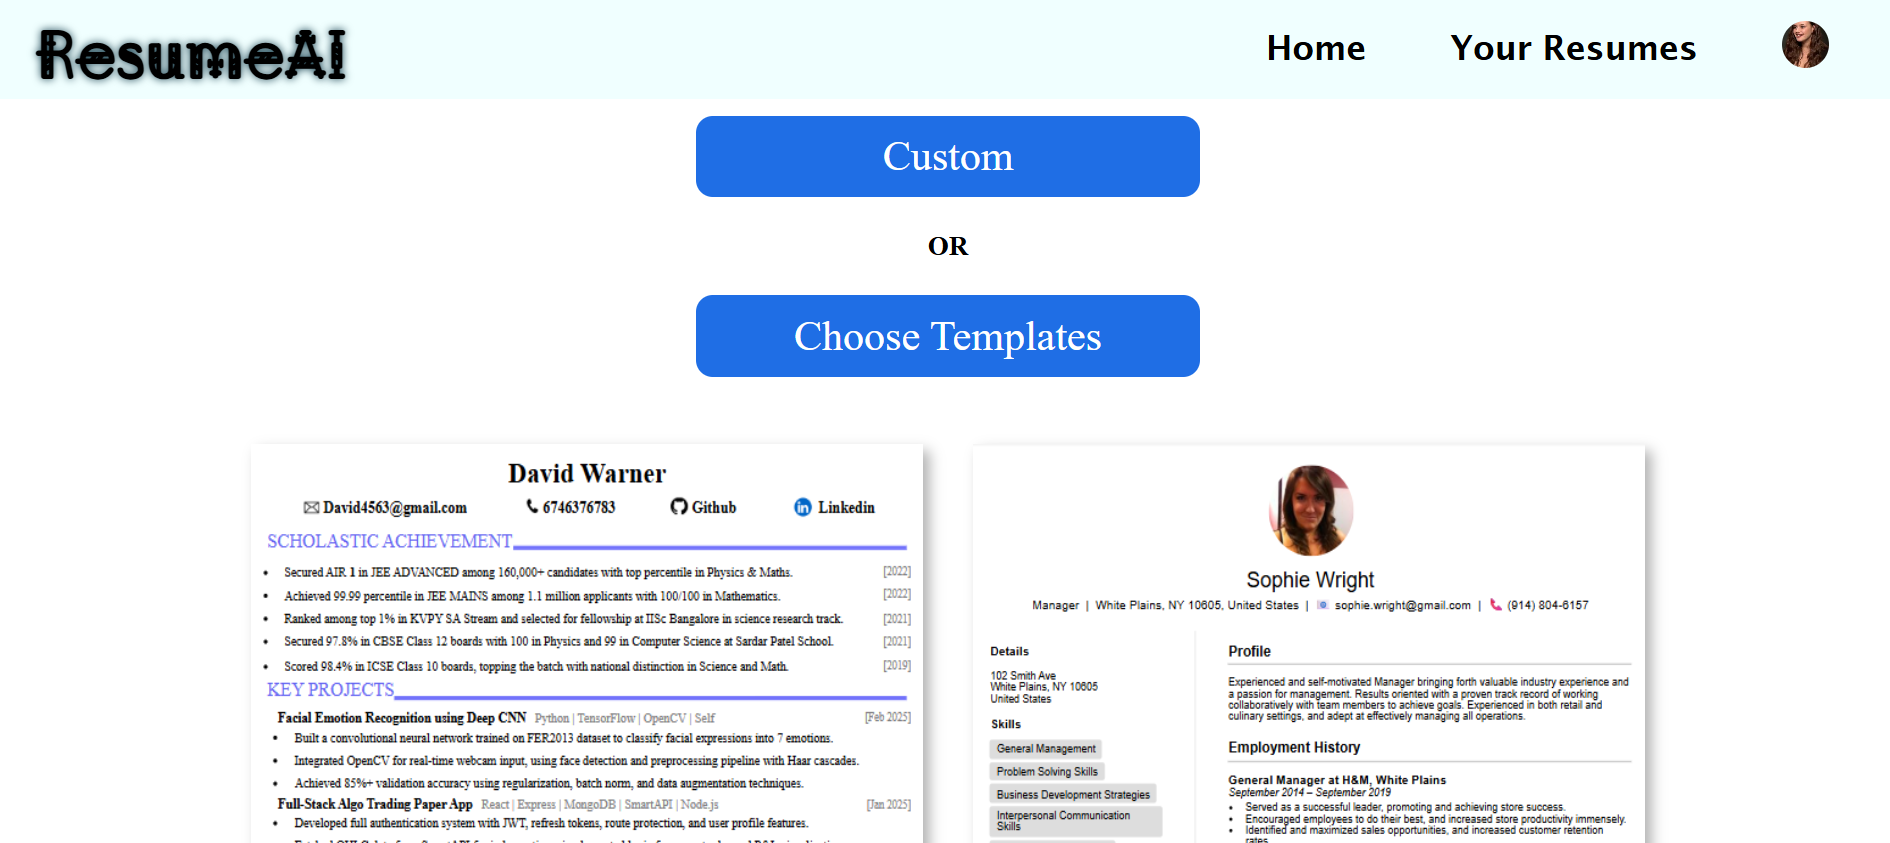 ResumeAI
Home
Your Resumes
Custom
OR
Choose Templates
David Warner
David4563@gmail.com 6746376783 Github Linkedin
SCHOLASTIC ACHIEVEMENT
• Secured AIR 1 in JEE ADVANCED among 160,000+ candidates with top percentile in Physics & Maths. [2022]
• Achieved 99.99 percentile in JEE MAINS among 1.1 million applicants with 100/100 in Mathematics. [2022]
• Ranked among top 1% in KVPY SA Stream and selected for fellowship at IISc Bangalore in science research track. [2021]
• Secured 97.8% in CBSE Class 12 boards with 100 in Physics and 99 in Computer Science at Sardar Patel School. [2021]
• Scored 98.4% in ICSE Class 10 boards, topping the batch with national distinction in Science and Math. [2019]
KEY PROJECTS
Facial Emotion Recognition using Deep CNN Python | TensorFlow | OpenCV | Self [Feb 2025]
• Built a convolutional neural network trained on FER2013 dataset to classify facial expressions into 7 emotions.
• Integrated OpenCV for real-time webcam input, using face detection and preprocessing pipeline with Haar cascades.
• Achieved 85%+ validation accuracy using regularization, batch norm, and data augmentation techniques.
Full-Stack Algo Trading Paper App React | Express | MongoDB | SmartAPI | Node.js [Jan 2025]
• Developed full authentication system with JWT, refresh tokens, route protection, and user profile features.
Sophie Wright
Manager | White Plains, NY 10605, United States | sophie.wright@gmail.com | (914) 804-6157
Details
102 Smith Ave
White Plains, NY 10605
United States
Skills
General Management
Problem Solving Skills
Business Development Strategies
Interpersonal Communication
Skills
Profile
Experienced and self-motivated Manager bringing forth valuable industry experience and
a passion for management. Results oriented with a proven track record of working
collaboratively with team members to achieve goals. Experienced in both retail and
culinary settings, and adept at effectively managing all operations.
Employment History
General Manager at H&M, White Plains
September 2014 – September 2019
• Served as a successful leader, promoting and achieving store success.
• Encouraged employees to do their best, and increased store productivity immensely.
• Identified and maximized sales opportunities, and increased customer retention
rates.